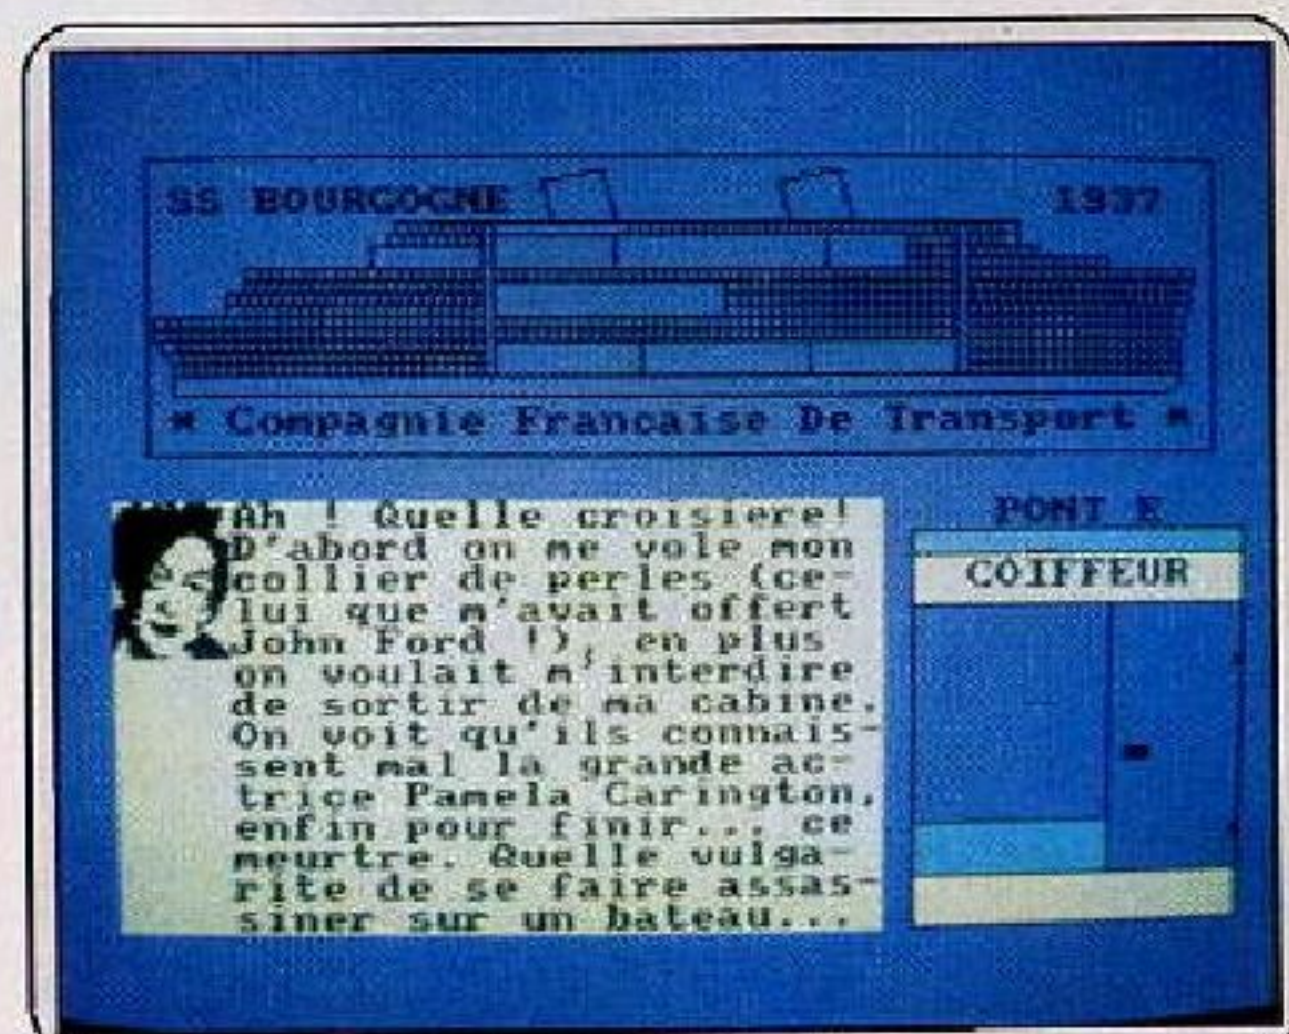 SS BOURGOGNE 1937
* Compagnie Francaise De Transport *
Ah ! Quelle croisiere!
D'abord on me vole mon
collier de perles (ce-
lui que m'avait offert
John Ford !), en plus
on voulait m'interdire
de sortir de ma cabine.
On voit qu'ils connais-
sent mal la grande ac-
trice Pamela Carington,
enfin pour finir... ce
meurtre. Quelle vulga-
rite de se faire assas-
siner sur un bateau...
PONT E
COIFFEUR